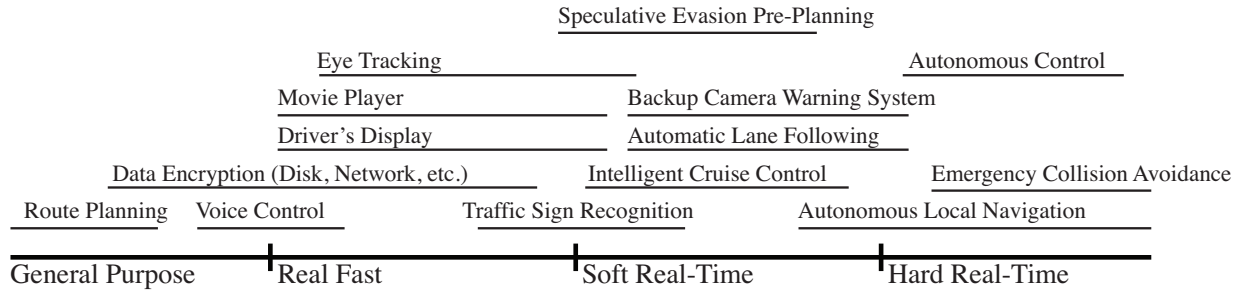 Speculative Evasion Pre-Planning
Eye Tracking
Autonomous Control
Movie Player
Backup Camera Warning System
Driver's Display
Automatic Lane Following
Data Encryption (Disk, Network, etc.)
Intelligent Cruise Control
Emergency Collision Avoidance
Route Planning
Voice Control
Traffic Sign Recognition
Autonomous Local Navigation
General Purpose
Real Fast
Soft Real-Time
Hard Real-Time